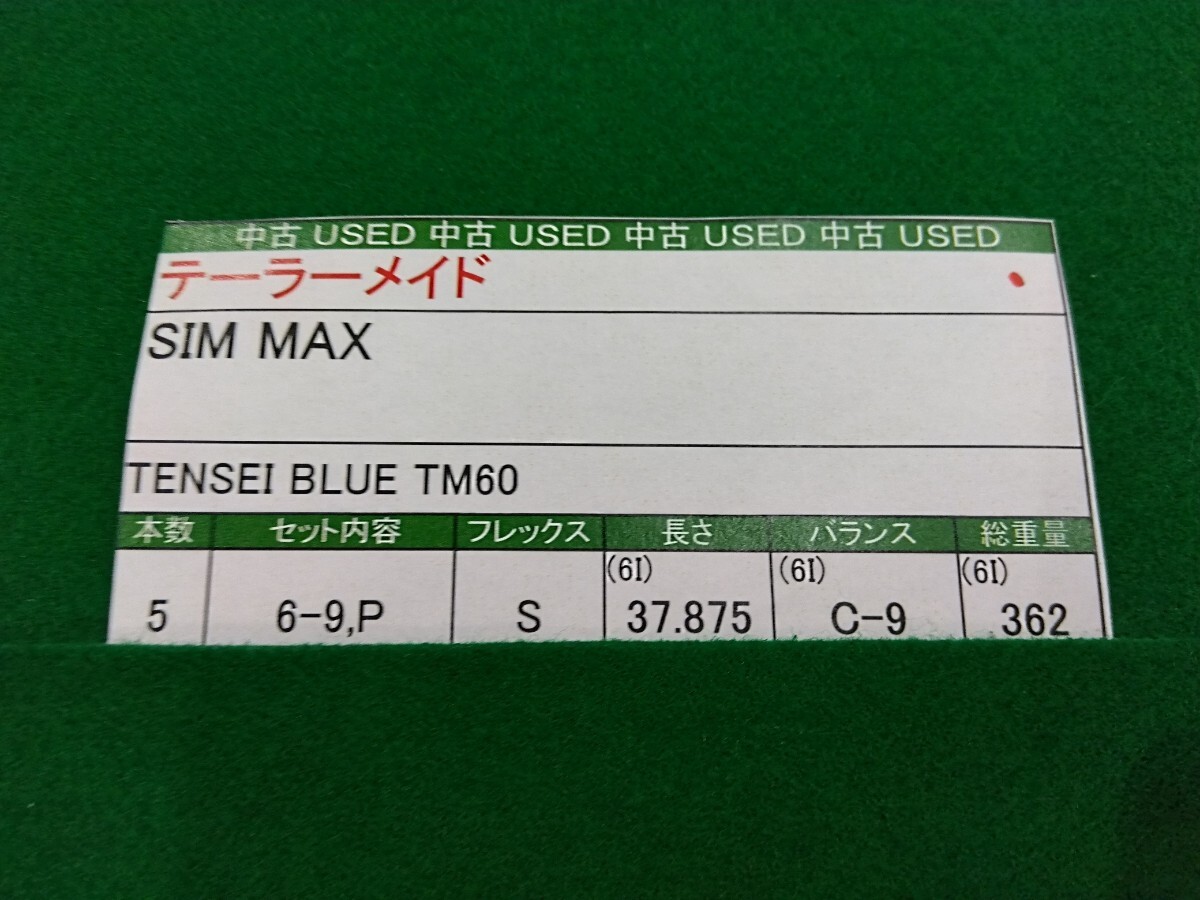 中古 USED 中古 USED 中古 USED 中古 USED
テーラーメイド
SIM MAX
TENSEI BLUE TM60
本数 セット内容 フレックス 長さ バランス 総重量
(6I) (6I) (6I)
5 6-9,P S 37.875 C-9 362